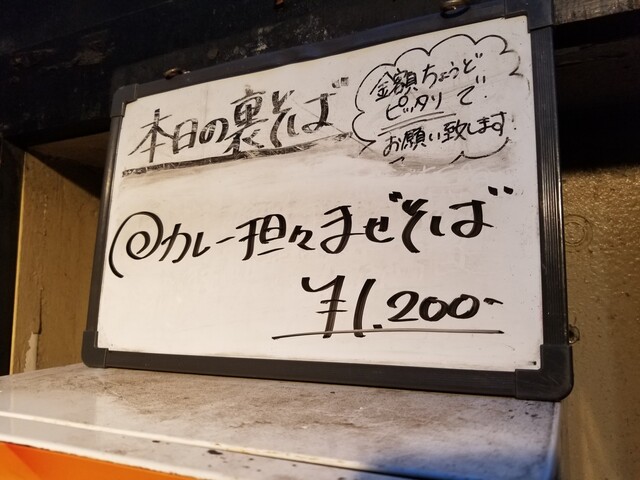 本日の裏そば
金額ちょうど
ピッタリで
お願い致します!
@カレー担々まぜそば
¥1,200-